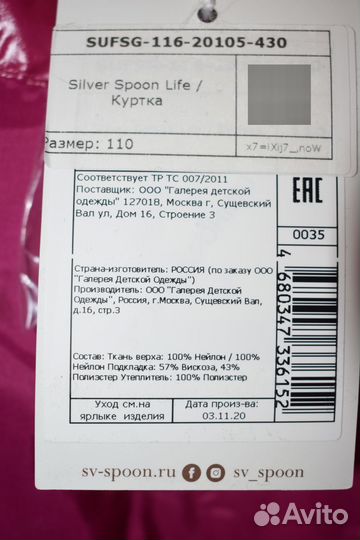 SUFSG-116-20105-430
Silver Spoon Life /
Куртка
Размер: 110
x7=iXij7__,noW
Соответствует ТР ТС 007/2011
Поставщик: ООО "Галерея детской
одежды" 127018, Москва г, Сущевский
Вал ул, Дом 16, Строение 3
EAC
0035
Страна-изготовитель: РОССИЯ (по заказу ООО
"Галерея Детской Одежды")
Производитель: ООО "Галерея Детской
Одежды", Россия, г.Москва, Сущевский Вал,
д.16, стр.3
4 680347 336152
Состав: Ткань верха: 100% Нейлон / 100%
Нейлон Подкладка: 57% Вискоза, 43%
Полиэстер Утеплитель: 100% Полиэстер
Уход см.на
ярлыке изделия
Дата произ-ва:
03.11.20
sv-spoon.ru
sv_spoon
Avito